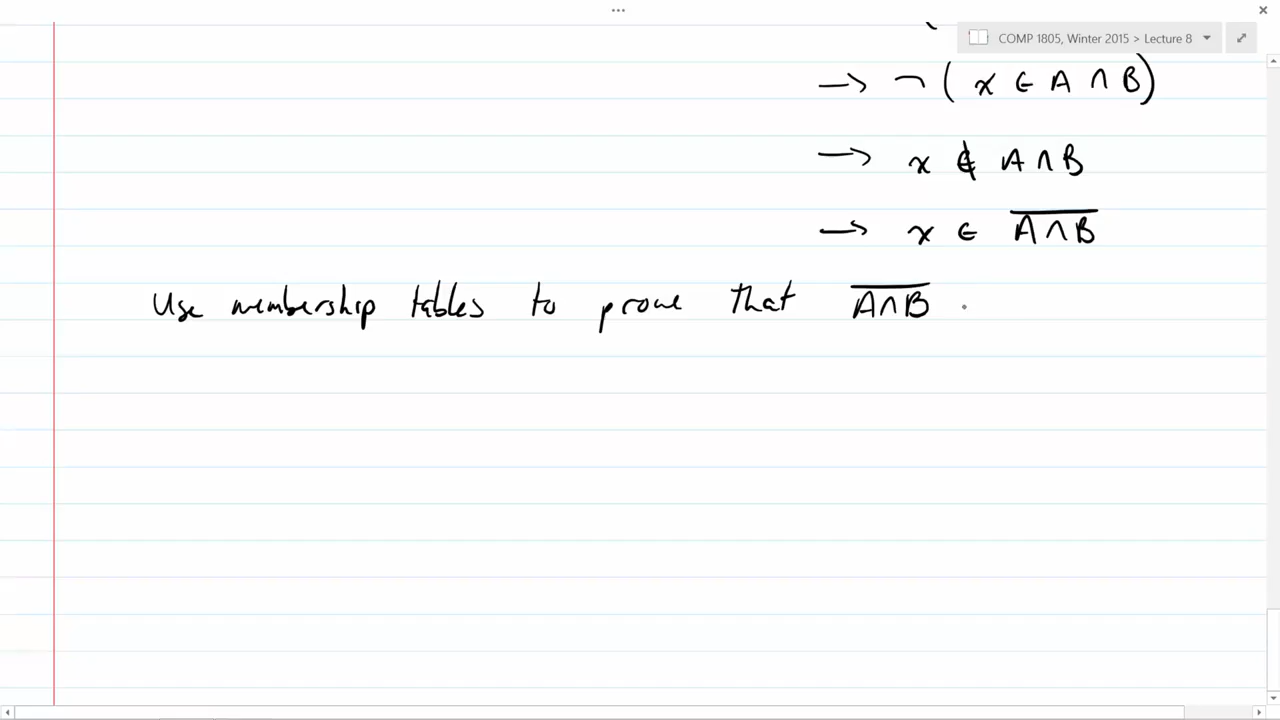 COMP 1805, Winter 2015 > Lecture 8
→ ¬ ( x ∈ A ∩ B )
→ x ∉ A ∩ B
→ x ∈ A̅ ̅∩̅ ̅B̅
Use membership tables to prove that A̅∩̅B̅